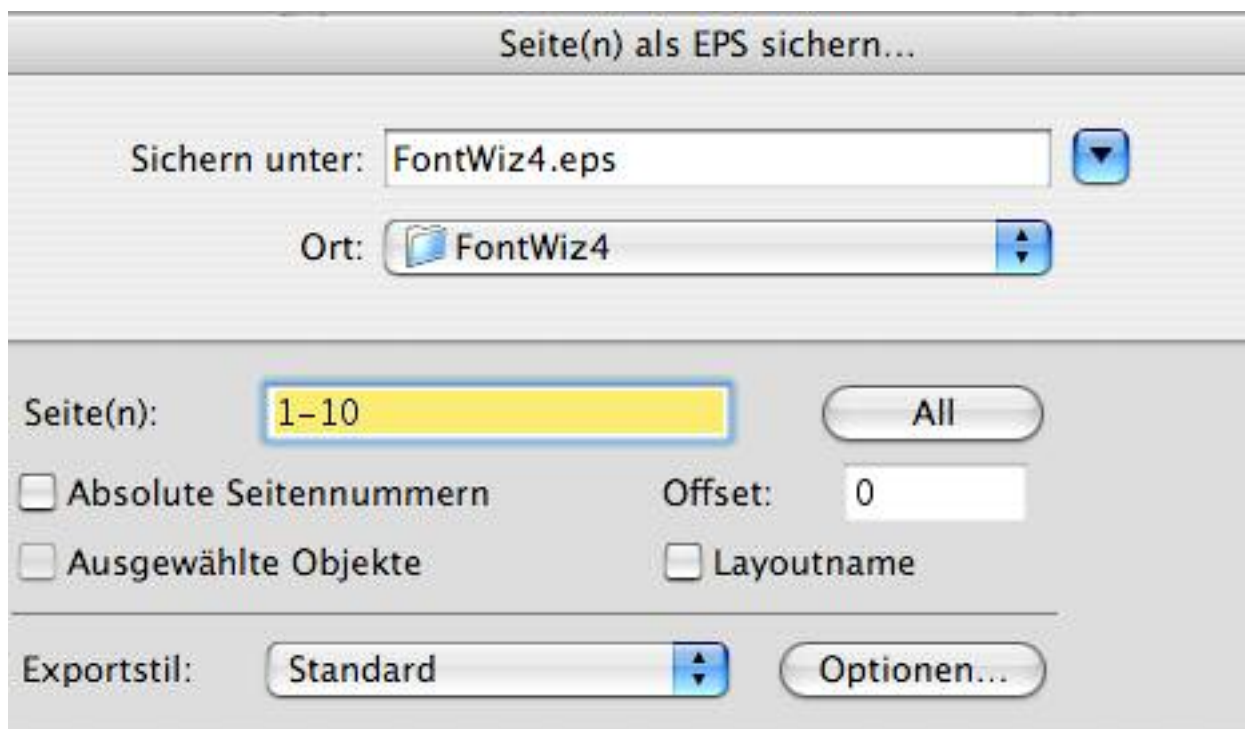 Seite(n) als EPS sichern...
Sichern unter: FontWiz4.eps
Ort: FontWiz4
Seite(n): 1-10 All
Absolute Seitennummern Offset: 0
Ausgewählte Objekte Layoutname
Exportstil: Standard Optionen...